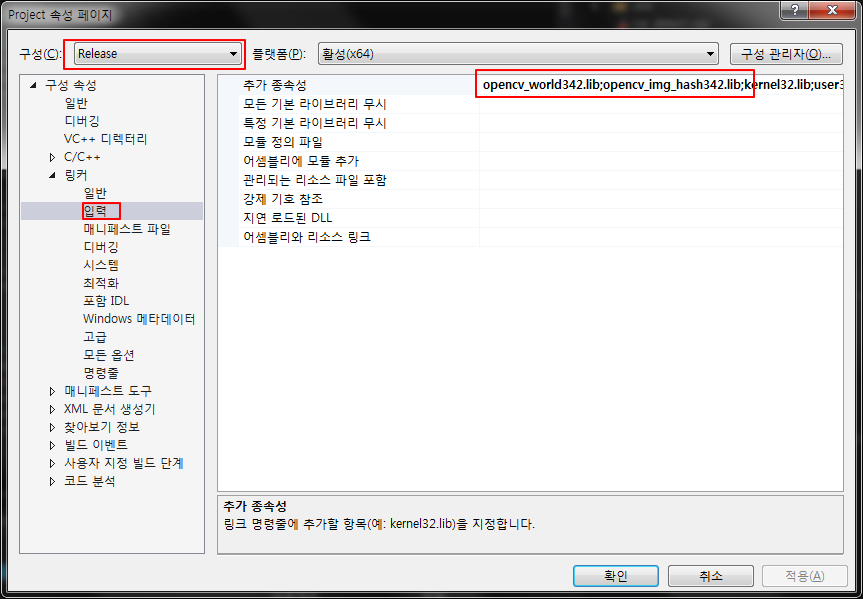 Project 속성 페이지
구성(C): Release 플랫폼(P): 활성(x64) 구성 관리자(O)...
구성 속성
일반
디버깅
VC++ 디렉터리
C/C++
링커
일반
입력
매니페스트 파일
디버깅
시스템
최적화
포함 IDL
Windows 메타데이터
고급
모든 옵션
명령줄
매니페스트 도구
XML 문서 생성기
찾아보기 정보
빌드 이벤트
사용자 지정 빌드 단계
코드 분석
추가 종속성 opencv_world342.lib;opencv_img_hash342.lib;kernel32.lib;user3
모든 기본 라이브러리 무시
특정 기본 라이브러리 무시
모듈 정의 파일
어셈블리에 모듈 추가
관리되는 리소스 파일 포함
강제 기호 참조
지연 로드된 DLL
어셈블리와 리소스 링크
추가 종속성
링크 명령줄에 추가할 항목(예: kernel32.lib)을 지정합니다.
확인 취소 적용(A)